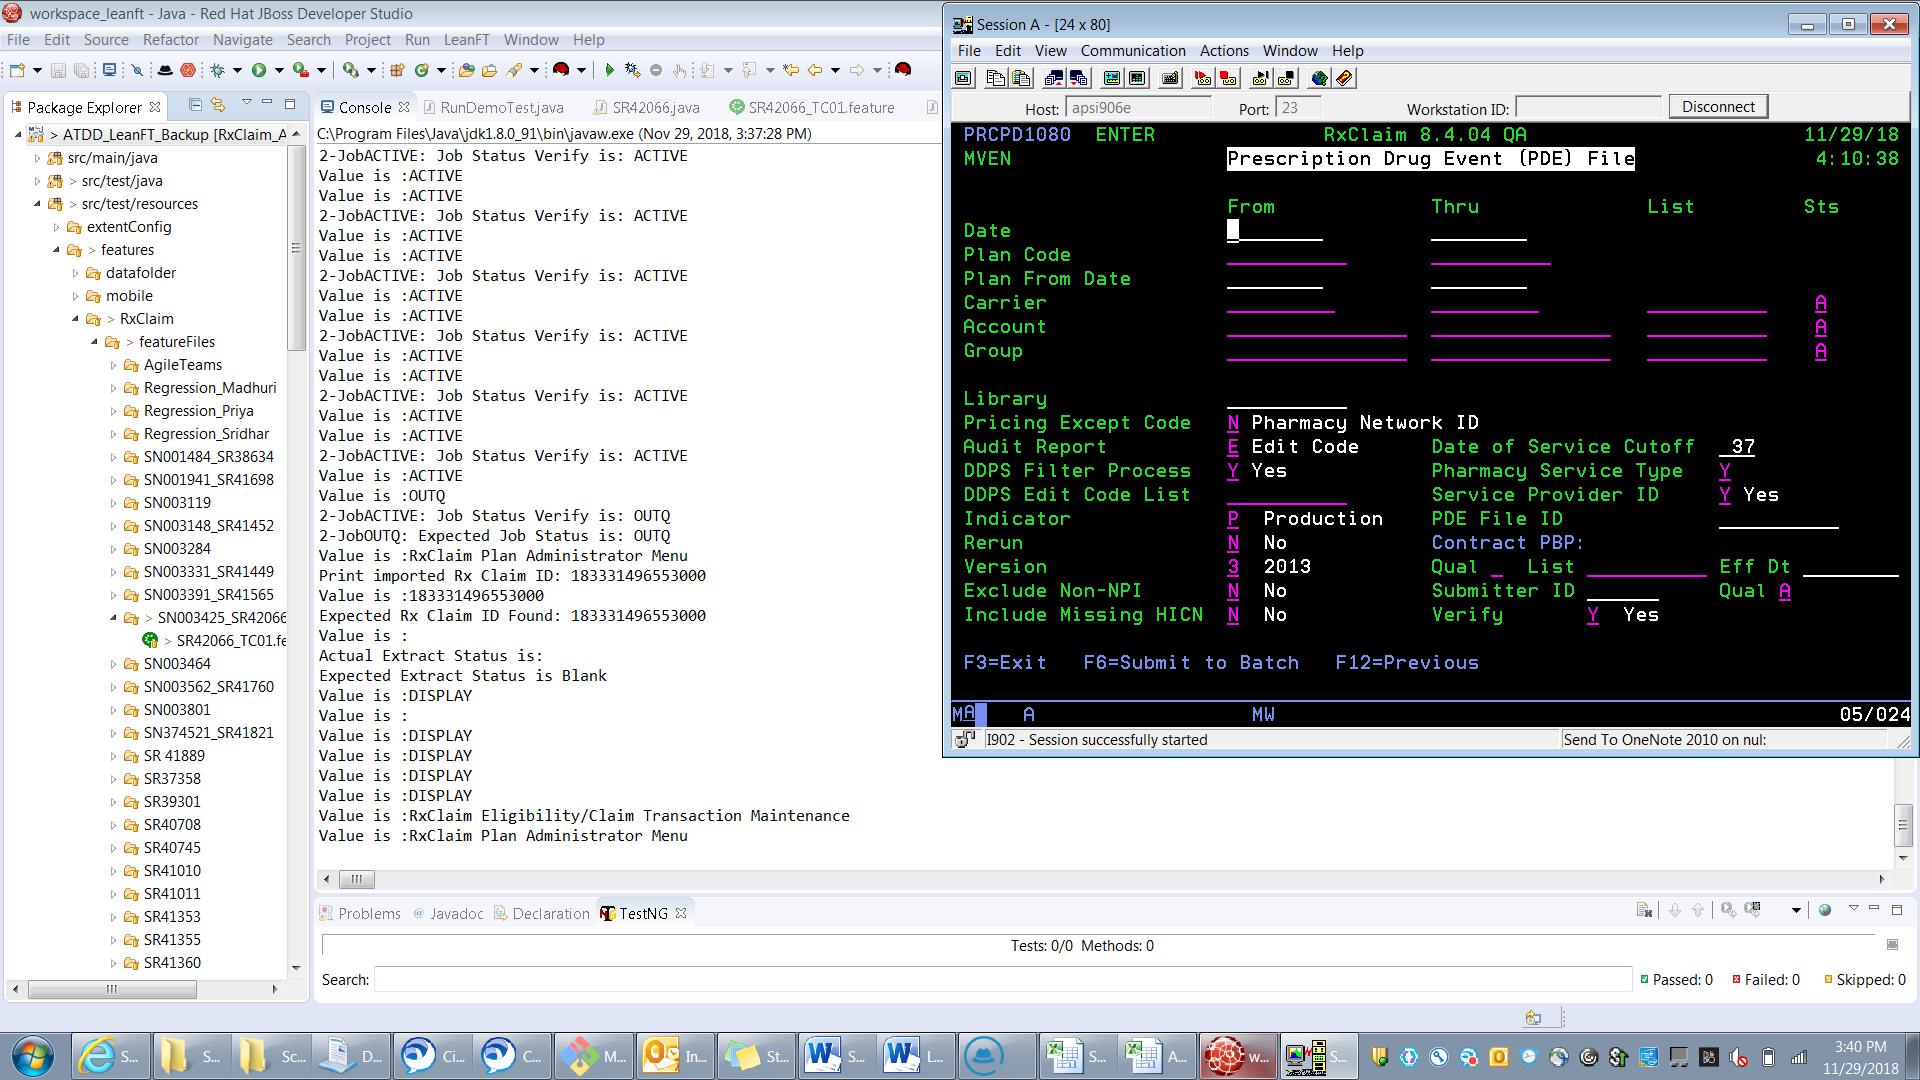 workspace_leanft - Java - Red Hat JBoss Developer Studio
File Edit Source Refactor Navigate Search Project Run LeanFT Window Help
Package Explorer
ATDD_LeanFT_Backup [RxClaim_A
src/main/java
> src/test/java
> src/test/resources
extentConfig
> features
datafolder
mobile
> RxClaim
> featureFiles
AgileTeams
Regression_Madhuri
Regression_Priya
Regression_Sridhar
SN001484_SR38634
SN001941_SR41698
SN003119
SN003148_SR41452
SN003284
SN003331_SR41449
SN003391_SR41565
> SN003425_SR42066
> SR42066_TC01.fe
SN003464
SN003562_SR41760
SN003801
SN374521_SR41821
SR 41889
SR37358
SR39301
SR40708
SR40745
SR41010
SR41011
SR41353
SR41355
SR41360
Console RunDemoTest.java SR42066.java SR42066_TC01.feature
C:\Program Files\Java\jdk1.8.0_91\bin\javaw.exe (Nov 29, 2018, 3:37:28 PM)
2-JobACTIVE: Job Status Verify is: ACTIVE
Value is :ACTIVE
Value is :ACTIVE
2-JobACTIVE: Job Status Verify is: ACTIVE
Value is :ACTIVE
Value is :ACTIVE
2-JobACTIVE: Job Status Verify is: ACTIVE
Value is :ACTIVE
Value is :ACTIVE
2-JobACTIVE: Job Status Verify is: ACTIVE
Value is :ACTIVE
Value is :ACTIVE
2-JobACTIVE: Job Status Verify is: ACTIVE
Value is :ACTIVE
Value is :ACTIVE
2-JobACTIVE: Job Status Verify is: ACTIVE
Value is :ACTIVE
Value is :OUTQ
2-JobACTIVE: Job Status Verify is: OUTQ
2-JobOUTQ: Expected Job Status is: OUTQ
Value is :RxClaim Plan Administrator Menu
Print imported Rx Claim ID: 183331496553000
Value is :183331496553000
Expected Rx Claim ID Found: 183331496553000
Value is :
Actual Extract Status is:
Expected Extract Status is Blank
Value is :DISPLAY
Value is :
Value is :DISPLAY
Value is :DISPLAY
Value is :DISPLAY
Value is :DISPLAY
Value is :RxClaim Eligibility/Claim Transaction Maintenance
Value is :RxClaim Plan Administrator Menu
Problems @ Javadoc Declaration TestNG
Tests: 0/0 Methods: 0
Search: Passed: 0 Failed: 0 Skipped: 0
Session A - [24 x 80]
File Edit View Communication Actions Window Help
Host: apsi906e Port: 23 Workstation ID: Disconnect
PRCPD1080 ENTER RxClaim 8.4.04 QA 11/29/18
MVEN Prescription Drug Event (PDE) File 4:10:38
From Thru List Sts
Date
Plan Code
Plan From Date
Carrier A
Account A
Group A
Library
Pricing Except Code N Pharmacy Network ID
Audit Report E Edit Code Date of Service Cutoff 37
DDPS Filter Process Y Yes Pharmacy Service Type Y
DDPS Edit Code List Service Provider ID Y Yes
Indicator P Production PDE File ID
Rerun N No Contract PBP:
Version 3 2013 Qual _ List Eff Dt
Exclude Non-NPI N No Submitter ID Qual A
Include Missing HICN N No Verify Y Yes
F3=Exit F6=Submit to Batch F12=Previous
MA A MW 05/024
I902 - Session successfully started Send To OneNote 2010 on nul:
S... S... Sc... D... Ci... C... M... In... St... S... L... S... A... w... S...
3:40 PM
11/29/2018